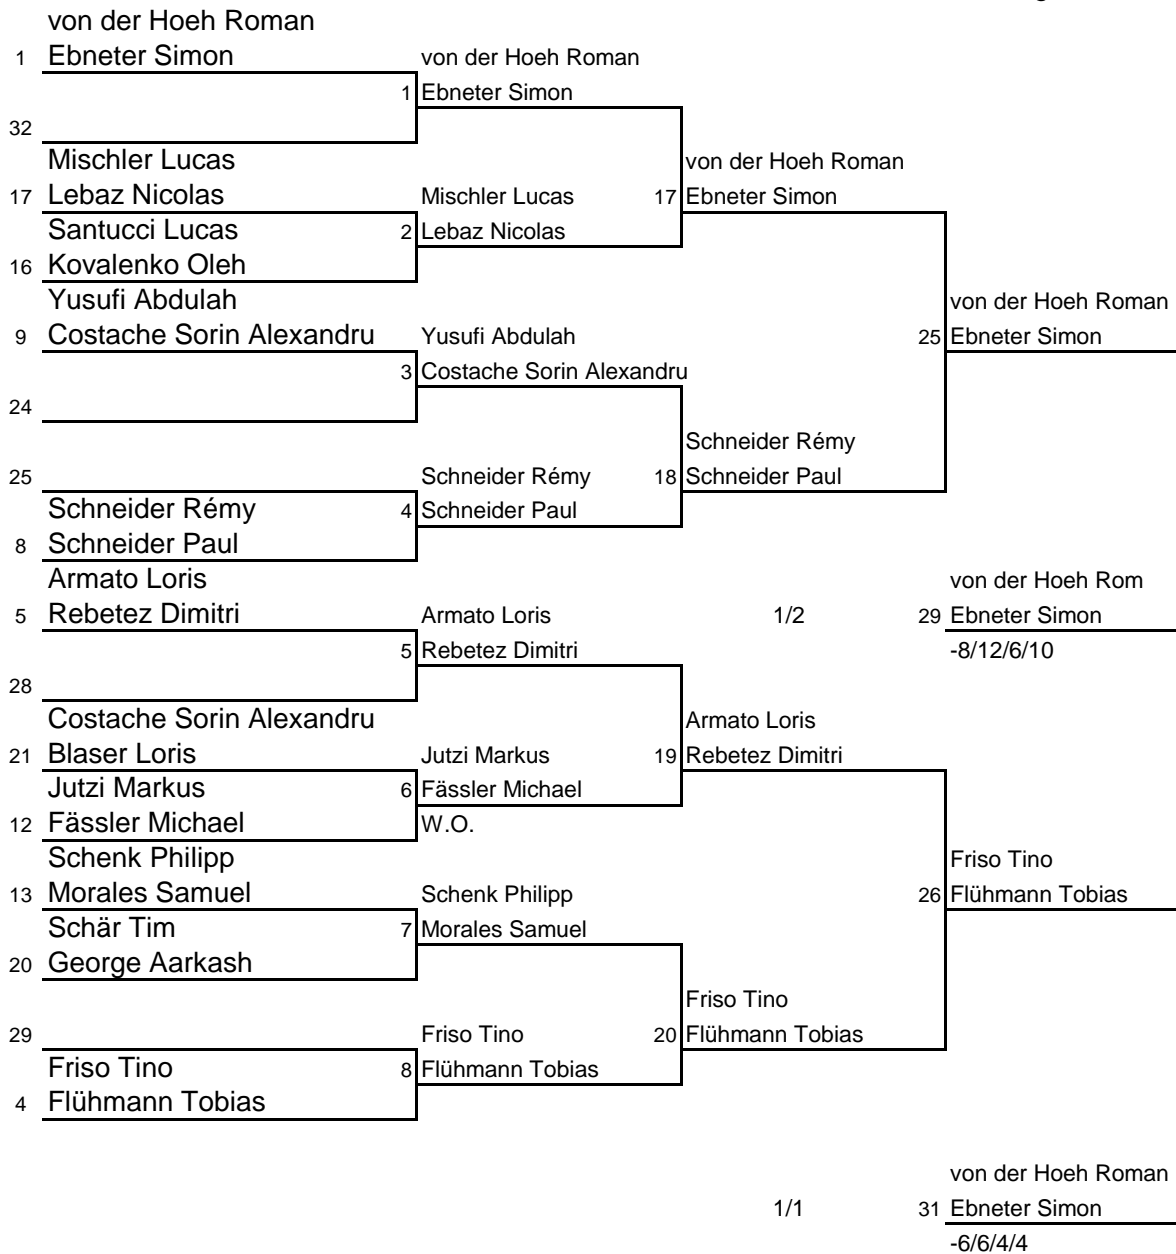 von der Hoeh Roman
1 Ebneter Simon von der Hoeh Roman
1 Ebneter Simon
32
Mischler Lucas von der Hoeh Roman
17 Lebaz Nicolas Mischler Lucas 17 Ebneter Simon
Santucci Lucas 2 Lebaz Nicolas
16 Kovalenko Oleh
Yusufi Abdulah von der Hoeh Roman
9 Costache Sorin Alexandru Yusufi Abdulah 25 Ebneter Simon
3 Costache Sorin Alexandru
24
Schneider Rémy
25 Schneider Rémy 18 Schneider Paul
Schneider Rémy 4 Schneider Paul
8 Schneider Paul
Armato Loris von der Hoeh Rom
5 Rebetez Dimitri Armato Loris 1/2 29 Ebneter Simon
5 Rebetez Dimitri -8/12/6/10
28
Costache Sorin Alexandru Armato Loris
21 Blaser Loris Jutzi Markus 19 Rebetez Dimitri
Jutzi Markus 6 Fässler Michael
12 Fässler Michael W.O.
Schenk Philipp Friso Tino
13 Morales Samuel Schenk Philipp 26 Flühmann Tobias
Schär Tim 7 Morales Samuel
20 George Aarkash
Friso Tino
29 Friso Tino 20 Flühmann Tobias
Friso Tino 8 Flühmann Tobias
4 Flühmann Tobias
von der Hoeh Roman
1/1 31 Ebneter Simon
-6/6/4/4